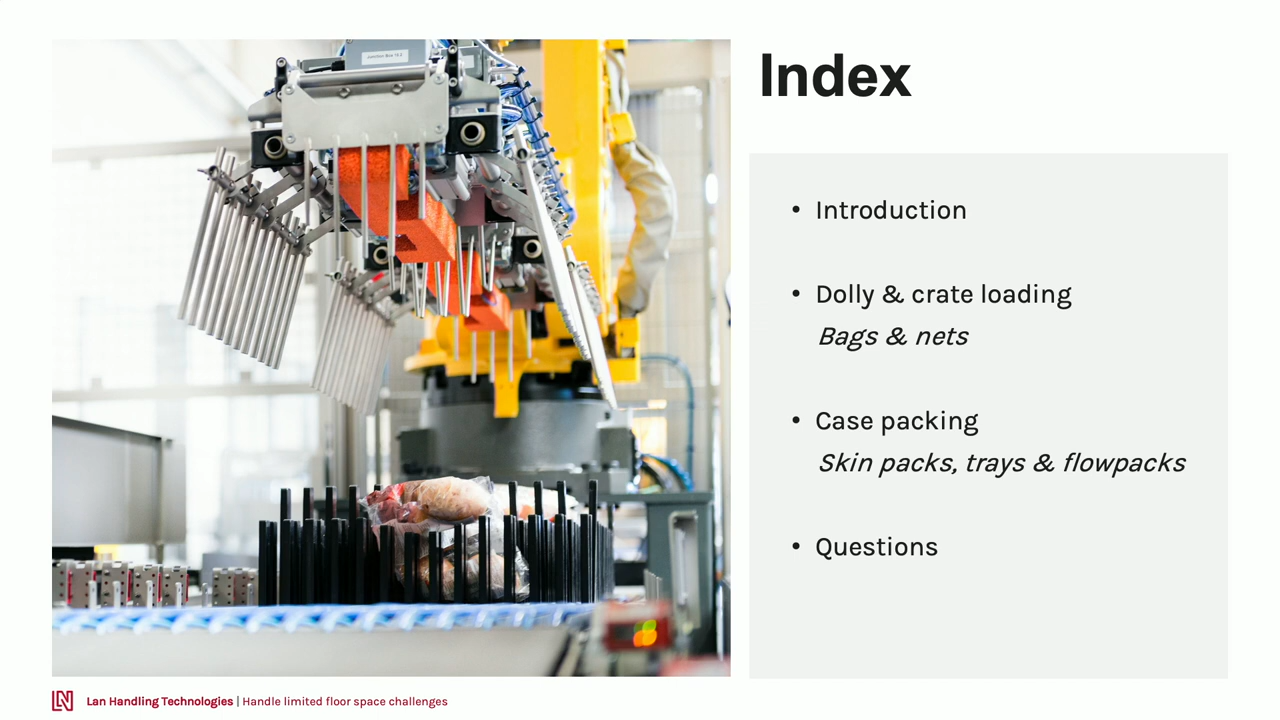 Index
• Introduction
• Dolly & crate loading
Bags & nets
• Case packing
Skin packs, trays & flowpacks
• Questions
Lan Handling Technologies | Handle limited floor space challenges